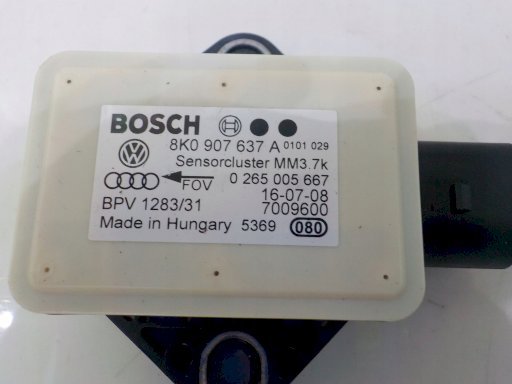 BOSCH
8K0 907 637 A 0101 029
Sensorcluster MM3.7k
FOV 0 265 005 667
16-07-08
BPV 1283/31 7009600
Made in Hungary 5369 080